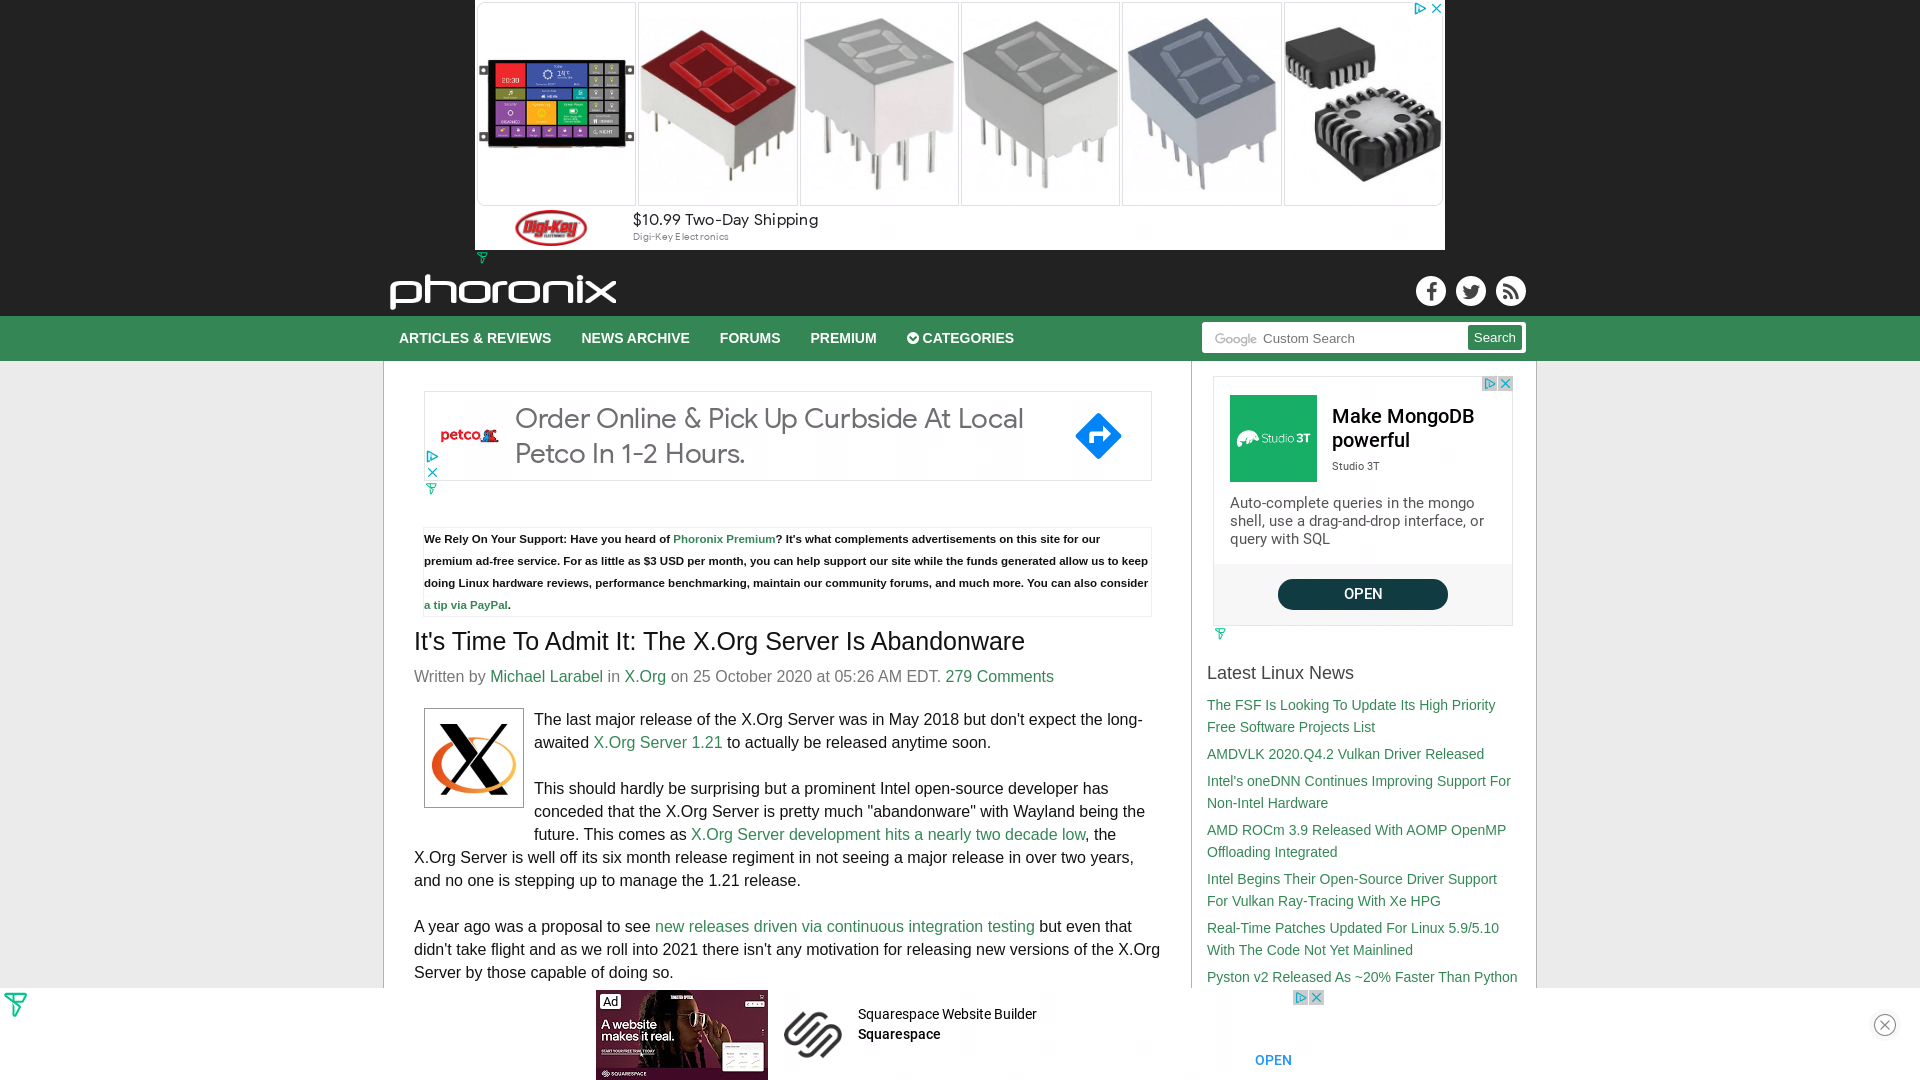 20:30
14°C
NIGHT
$10.99 Two-Day Shipping
Digi-Key
Digi-Key Electronics
phoronix
ARTICLES & REVIEWS
NEWS ARCHIVE
FORUMS
PREMIUM
CATEGORIES
Google Custom Search
Search
petco
Order Online & Pick Up Curbside At Local
Petco In 1-2 Hours.
We Rely On Your Support: Have you heard of Phoronix Premium? It's what complements advertisements on this site for our
premium ad-free service. For as little as $3 USD per month, you can help support our site while the funds generated allow us to keep
doing Linux hardware reviews, performance benchmarking, maintain our community forums, and much more. You can also consider
a tip via PayPal.
It's Time To Admit It: The X.Org Server Is Abandonware
Written by Michael Larabel in X.Org on 25 October 2020 at 05:26 AM EDT. 279 Comments
The last major release of the X.Org Server was in May 2018 but don't expect the long-
awaited X.Org Server 1.21 to actually be released anytime soon.
This should hardly be surprising but a prominent Intel open-source developer has
conceded that the X.Org Server is pretty much "abandonware" with Wayland being the
future. This comes as X.Org Server development hits a nearly two decade low, the
X.Org Server is well off its six month release regiment in not seeing a major release in over two years,
and no one is stepping up to manage the 1.21 release.
A year ago was a proposal to see new releases driven via continuous integration testing but even that
didn't take flight and as we roll into 2021 there isn't any motivation for releasing new versions of the X.Org
Server by those capable of doing so.
Studio 3T
Make MongoDB
powerful
Studio 3T
Auto-complete queries in the mongo
shell, use a drag-and-drop interface, or
query with SQL
OPEN
Latest Linux News
The FSF Is Looking To Update Its High Priority
Free Software Projects List
AMDVLK 2020.Q4.2 Vulkan Driver Released
Intel's oneDNN Continues Improving Support For
Non-Intel Hardware
AMD ROCm 3.9 Released With AOMP OpenMP
Offloading Integrated
Intel Begins Their Open-Source Driver Support
For Vulkan Ray-Tracing With Xe HPG
Real-Time Patches Updated For Linux 5.9/5.10
With The Code Not Yet Mainlined
Pyston v2 Released As ~20% Faster Than Python
Ad
A website
makes it real.
START YOUR FREE TRIAL TODAY
SQUARESPACE
Squarespace Website Builder
Squarespace
OPEN